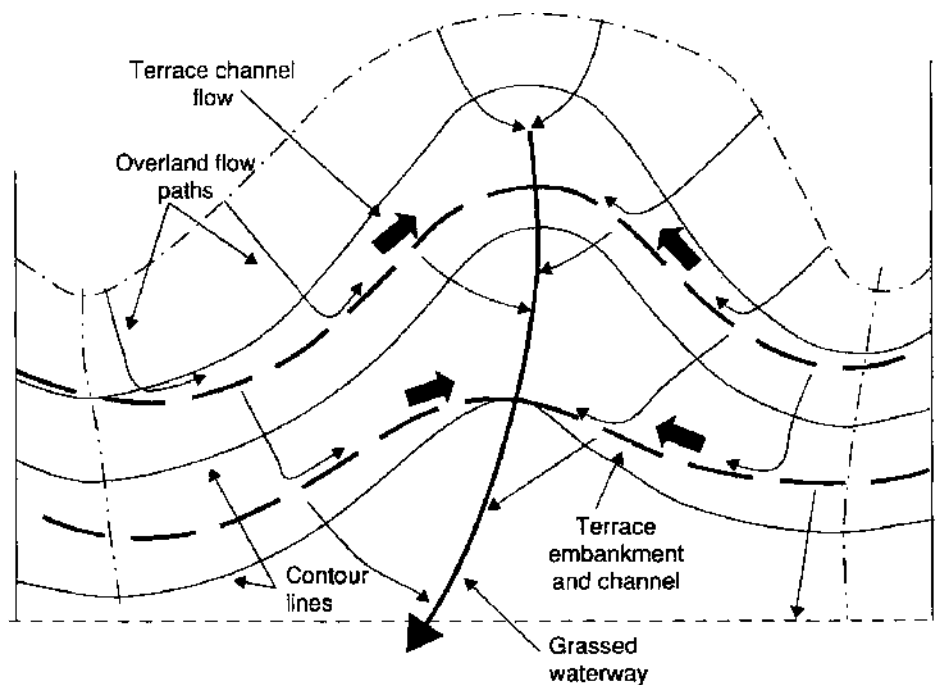 Terrace channel
flow
Overland flow
paths
Contour
lines
Terrace
embankment
and channel
Grassed
waterway